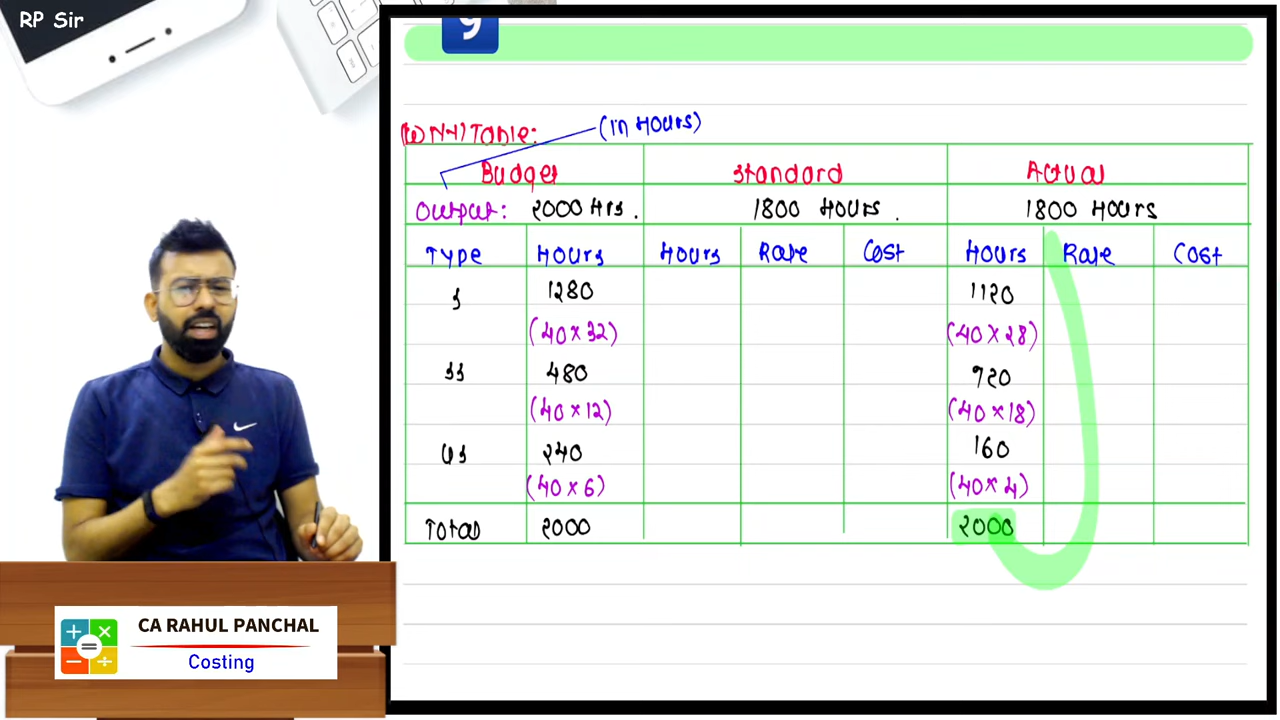 RP Sir
9
(WN-1) Table:
(In Hours)
Budget Standard Actual
Output: 2000 Hrs. 1800 Hours. 1800 Hours
Type Hours Hours Rate Cost Hours Rate Cost
S 1280 1120
(40×32) (40×28)
SS 480 720
(40×12) (40×18)
US 240 160
(40×6) (40×4)
Total 2000 2000
CA RAHUL PANCHAL
Costing